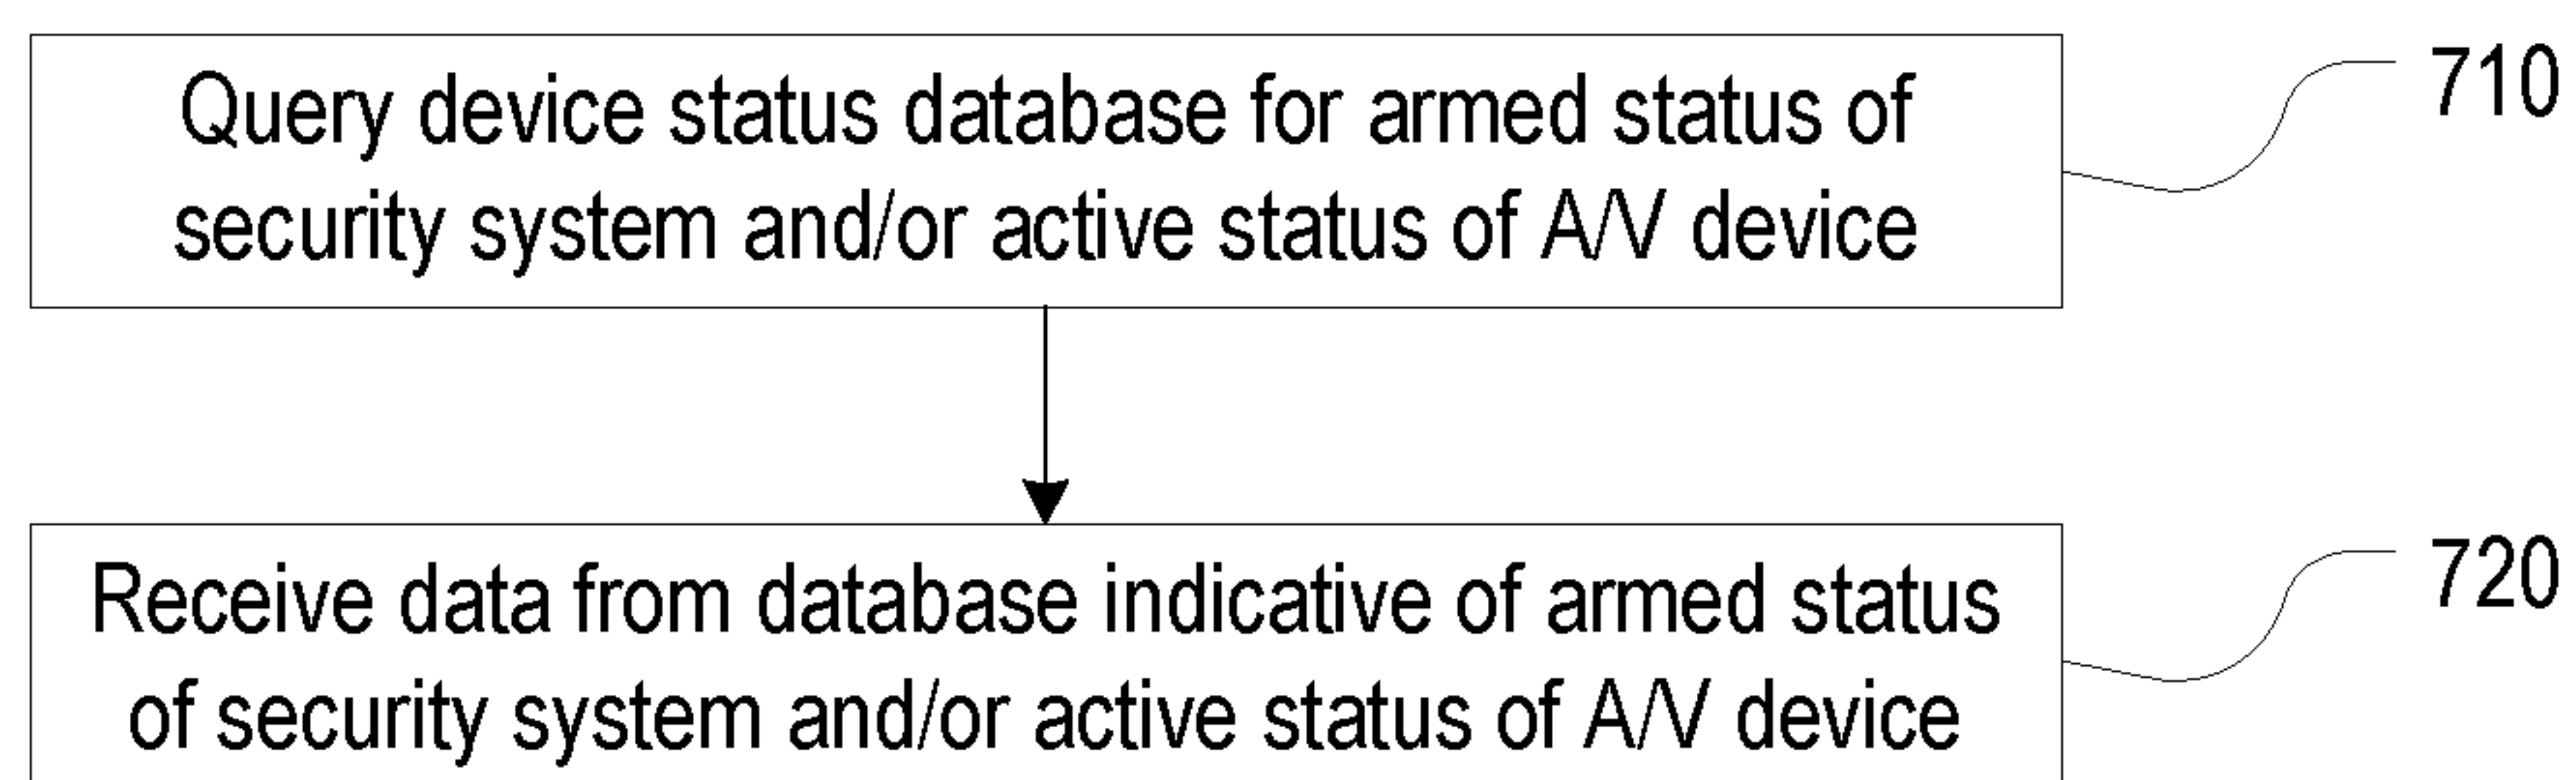 Query device status database for armed status of
security system and/or active status of A/V device
710
Receive data from database indicative of armed status
of security system and/or active status of A/V device
720